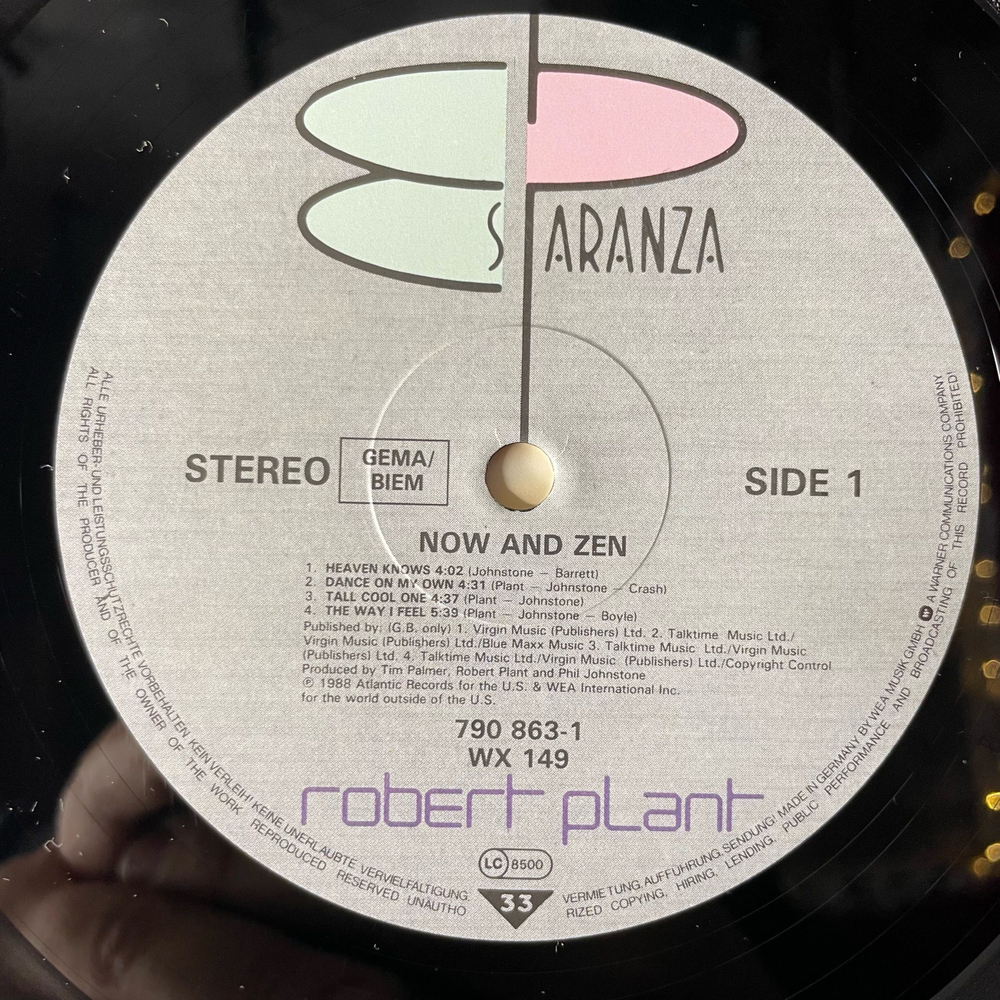 ESPARANZA
STEREO
GEMA/
BIEM
SIDE 1
NOW AND ZEN
1. HEAVEN KNOWS 4:02 (Johnstone – Barrett)
2. DANCE ON MY OWN 4:31 (Plant – Johnstone – Crash)
3. TALL COOL ONE 4:37 (Plant – Johnstone)
4. THE WAY I FEEL 5:39 (Plant – Johnstone – Boyle)
Published by: (G.B. only) 1. Virgin Music (Publishers) Ltd. 2. Talktime Music Ltd./
Virgin Music (Publishers) Ltd./Blue Maxx Music 3. Talktime Music Ltd./Virgin Music
(Publishers) Ltd. 4. Talktime Music Ltd./Virgin Music (Publishers) Ltd./Copyright Control
Produced by Tim Palmer, Robert Plant and Phil Johnstone
℗ 1988 Atlantic Records for the U.S. & WEA International Inc.
for the world outside of the U.S.
790 863-1
WX 149
robert plant
LC 8500
33
ALLE URHEBER- UND LEISTUNGSSCHUTZRECHTE VORBEHALTEN KEIN VERLEIH! KEINE UNERLAUBTE VERVIELFÄLTIGUNG, VERMIETUNG, AUFFÜHRUNG, SENDUNG! MADE IN GERMANY BY WEA MUSIK GMBH A WARNER COMMUNICATIONS COMPANY
ALL RIGHTS OF THE PRODUCER AND OF THE OWNER OF THE WORK REPRODUCED RESERVED UNAUTHORIZED COPYING, HIRING, LENDING, PUBLIC PERFORMANCE AND BROADCASTING OF THIS RECORD PROHIBITED!